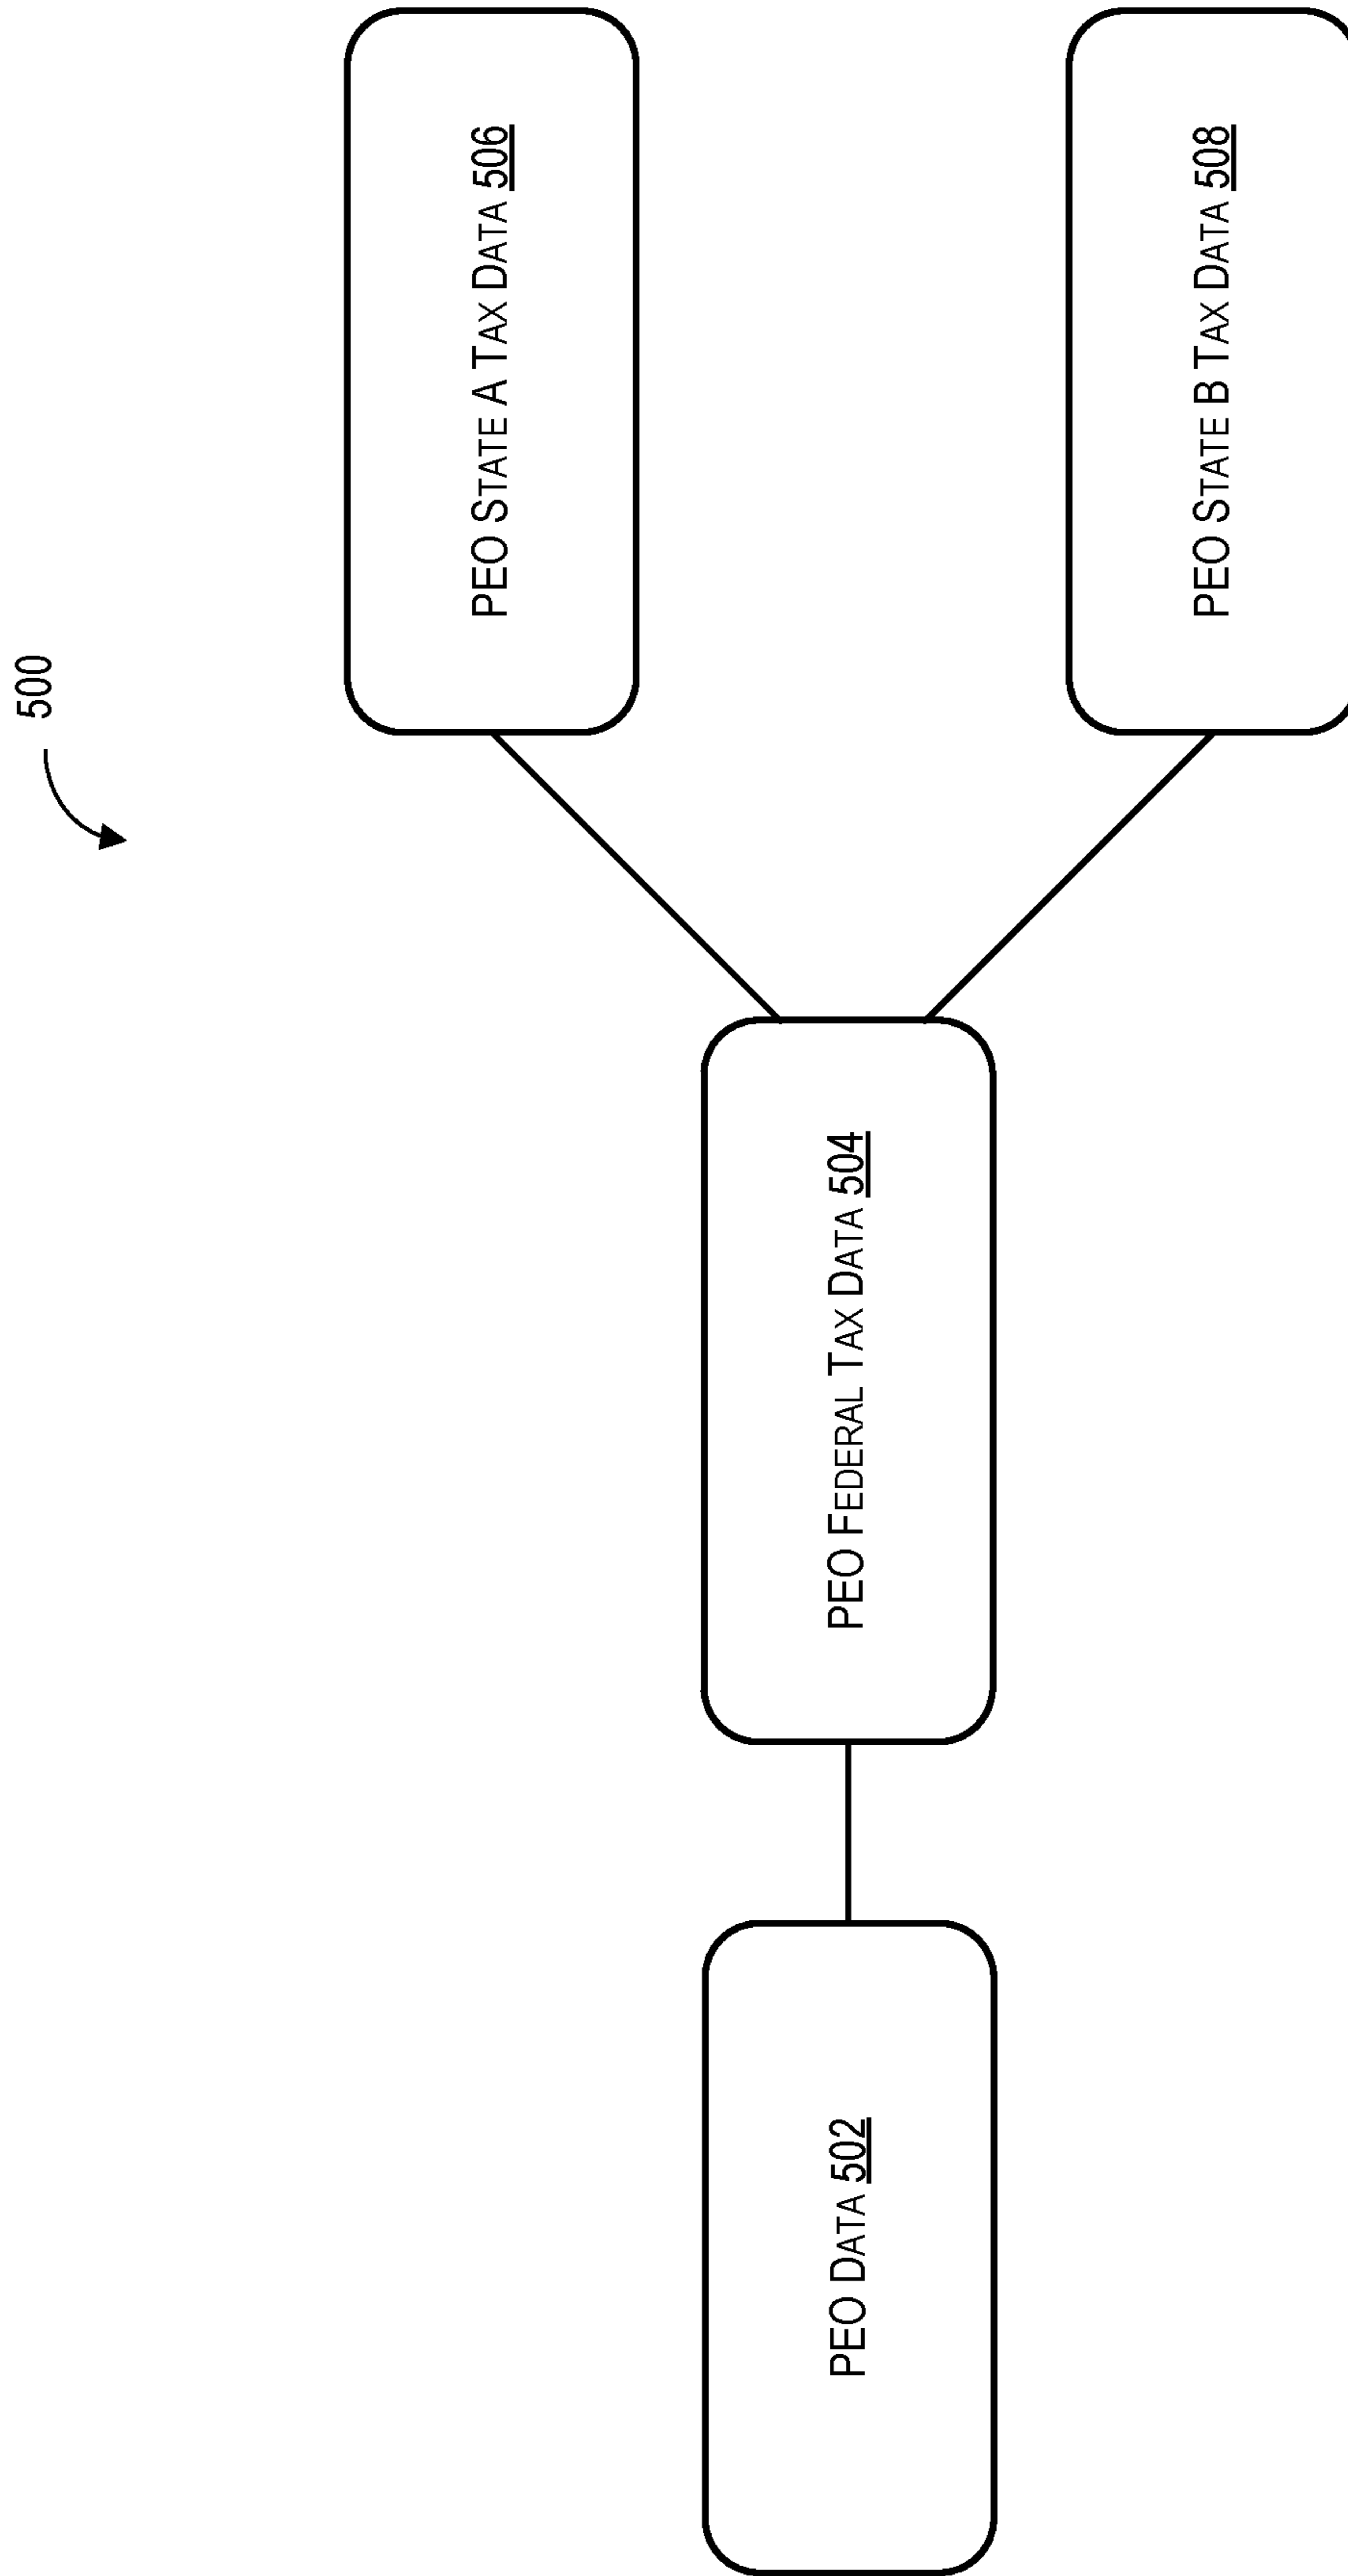 500
PEO DATA 502
PEO FEDERAL TAX DATA 504
PEO STATE A TAX DATA 506
PEO STATE B TAX DATA 508